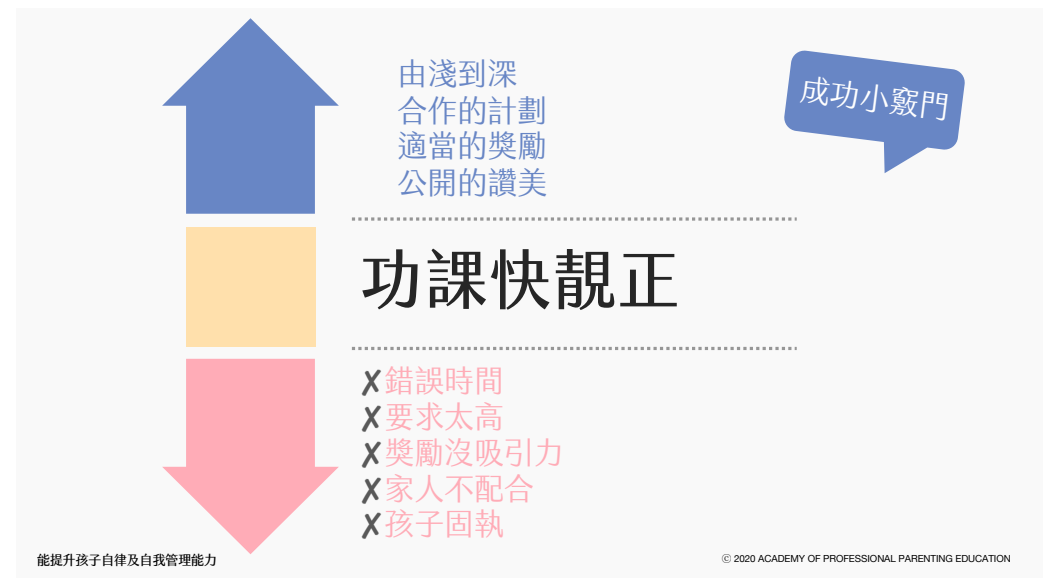 由淺到深
合作的計劃
適當的獎勵
公開的讚美
成功小竅門
功課快靚正
✗錯誤時間
✗要求太高
✗獎勵沒吸引力
✗家人不配合
✗孩子固執
能提升孩子自律及自我管理能力
© 2020 ACADEMY OF PROFESSIONAL PARENTING EDUCATION